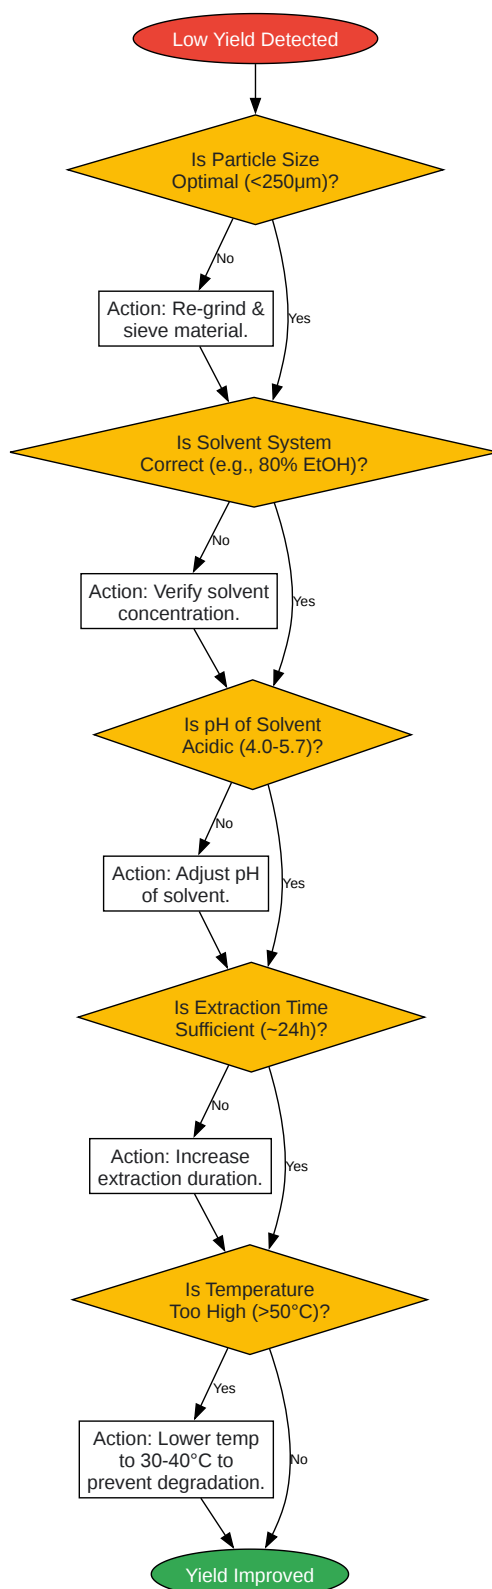 Low Yield Detected
Is Particle Size
Optimal (<250μm)?
No
Yes
Action: Re-grind &
sieve material.
Is Solvent System
Correct (e.g., 80% EtOH)?
No
Yes
Action: Verify solvent
concentration.
Is pH of Solvent
Acidic (4.0-5.7)?
No
Yes
Action: Adjust pH
of solvent.
Is Extraction Time
Sufficient (~24h)?
No
Yes
Action: Increase
extraction duration.
Is Temperature
Too High (>50°C)?
Yes
No
Action: Lower temp
to 30-40°C to
prevent degradation.
Yield Improved